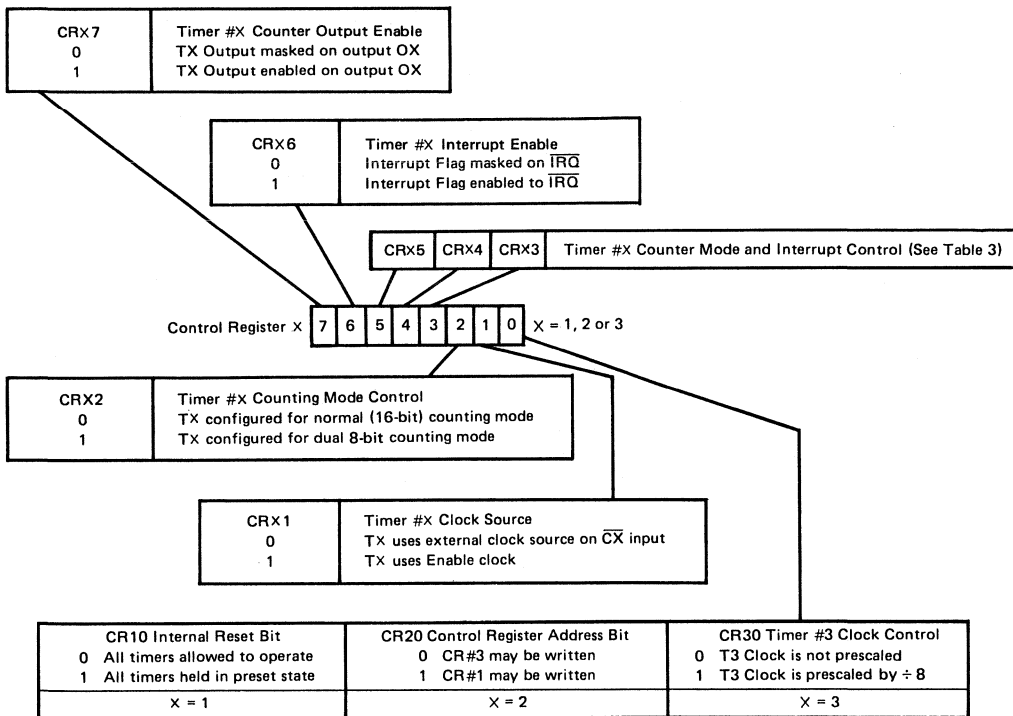 CRX7 Timer #X Counter Output Enable
0 TX Output masked on output OX
1 TX Output enabled on output OX
CRX6 Timer #X Interrupt Enable
0 Interrupt Flag masked on I̅R̅Q̅
1 Interrupt Flag enabled to I̅R̅Q̅
CRX5 CRX4 CRX3 Timer #X Counter Mode and Interrupt Control (See Table 3)
Control Register X 7 6 5 4 3 2 1 0 X = 1, 2 or 3
CRX2 Timer #X Counting Mode Control
0 TX configured for normal (16-bit) counting mode
1 TX configured for dual 8-bit counting mode
CRX1 Timer #X Clock Source
0 TX uses external clock source on C̅X̅ input
1 TX uses Enable clock
CR10 Internal Reset Bit
0 All timers allowed to operate
1 All timers held in preset state
X = 1
CR20 Control Register Address Bit
0 CR#3 may be written
1 CR#1 may be written
X = 2
CR30 Timer #3 Clock Control
0 T3 Clock is not prescaled
1 T3 Clock is prescaled by ÷ 8
X = 3